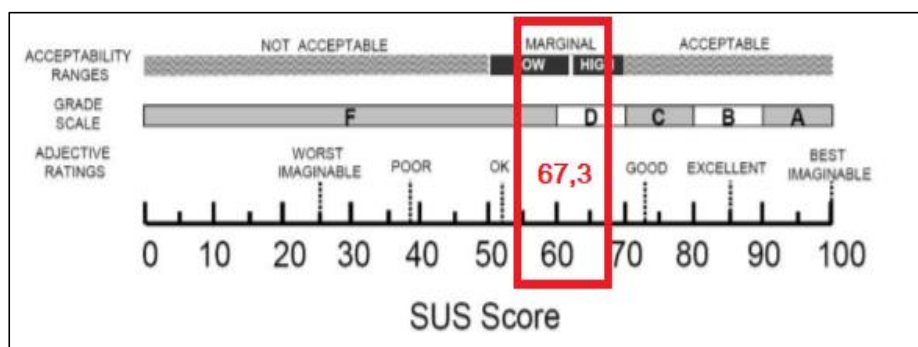 NOT ACCEPTABLE MARGINAL ACCEPTABLE
ACCEPTABILITY RANGES
OW HIGH
GRADE SCALE
F D C B A
ADJECTIVE RATINGS
WORST IMAGINABLE POOR OK 67,3 GOOD EXCELLENT BEST IMAGINABLE
0 10 20 30 40 50 60 70 80 90 100
SUS Score